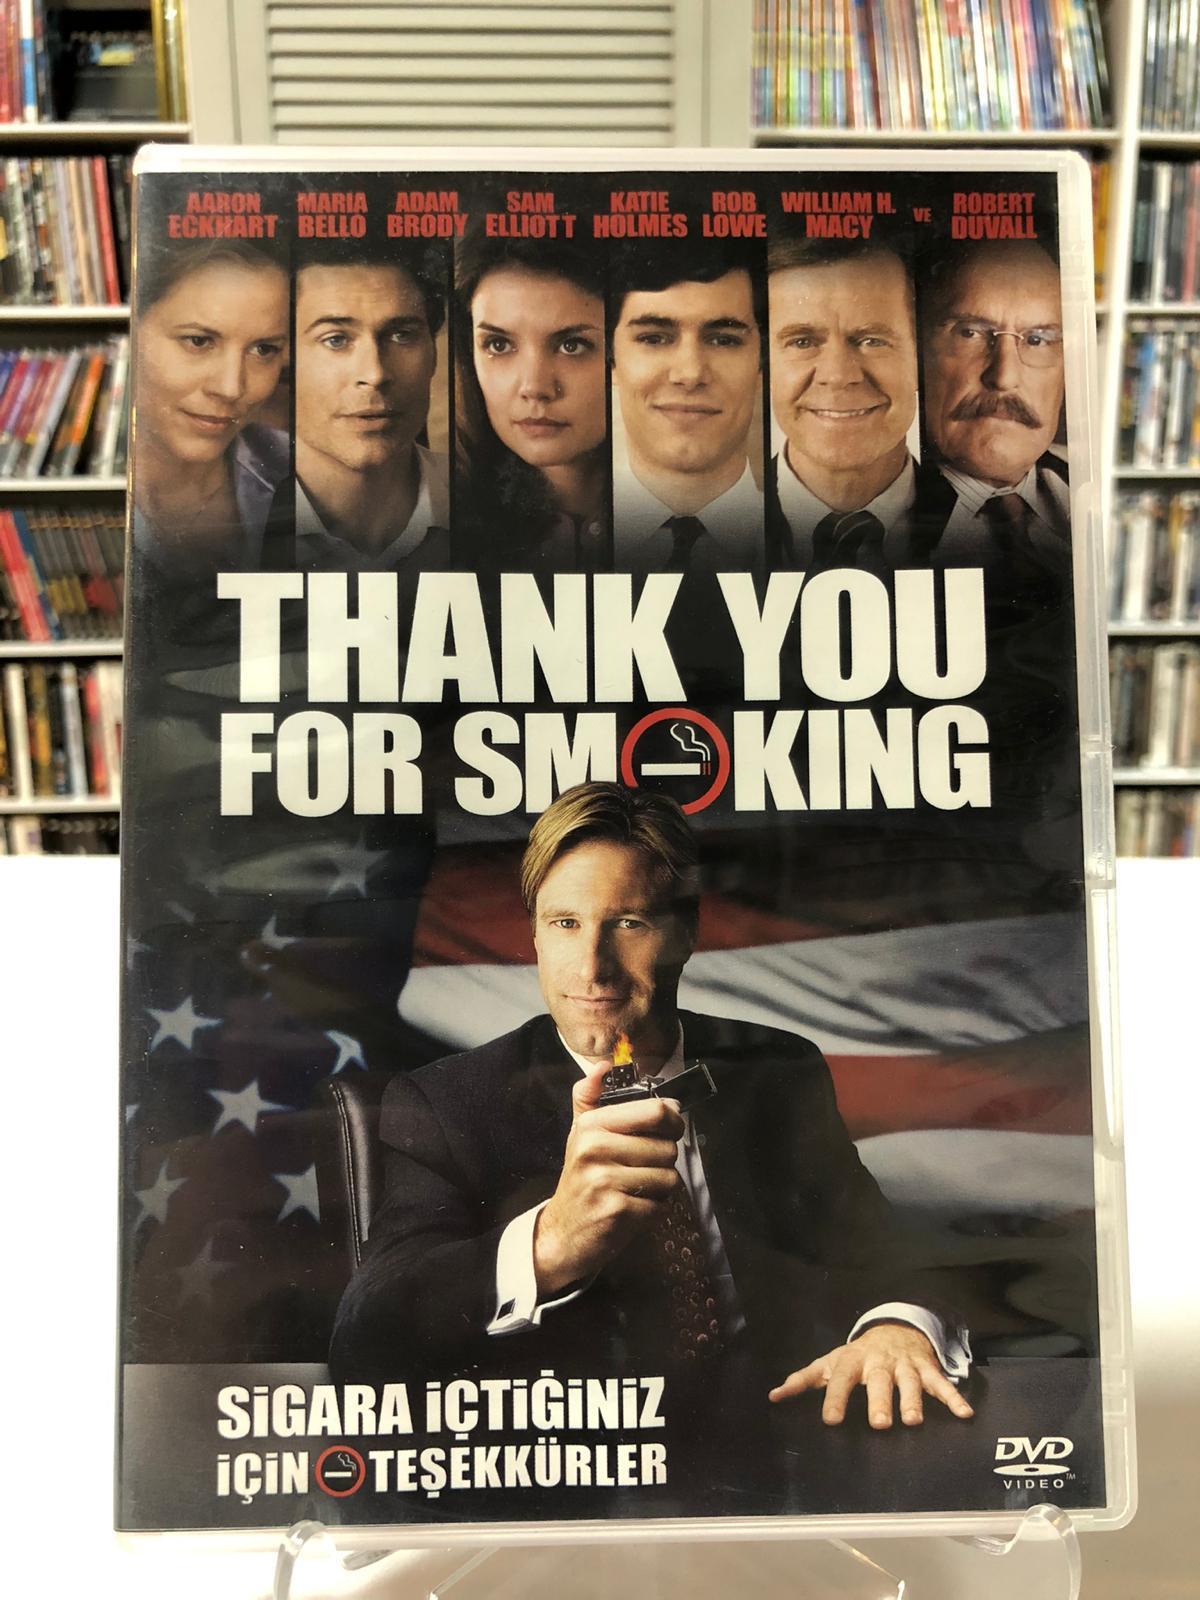 AARON ECKHART MARIA BELLO ADAM BRODY SAM ELLIOTT KATIE HOLMES ROB LOWE WILLIAM H. MACY VE ROBERT DUVALL
THANK YOU
FOR SMOKING
SiGARA iÇTiĞiNiZ
iÇiN TEŞEKKÜRLER
DVD
VIDEO™